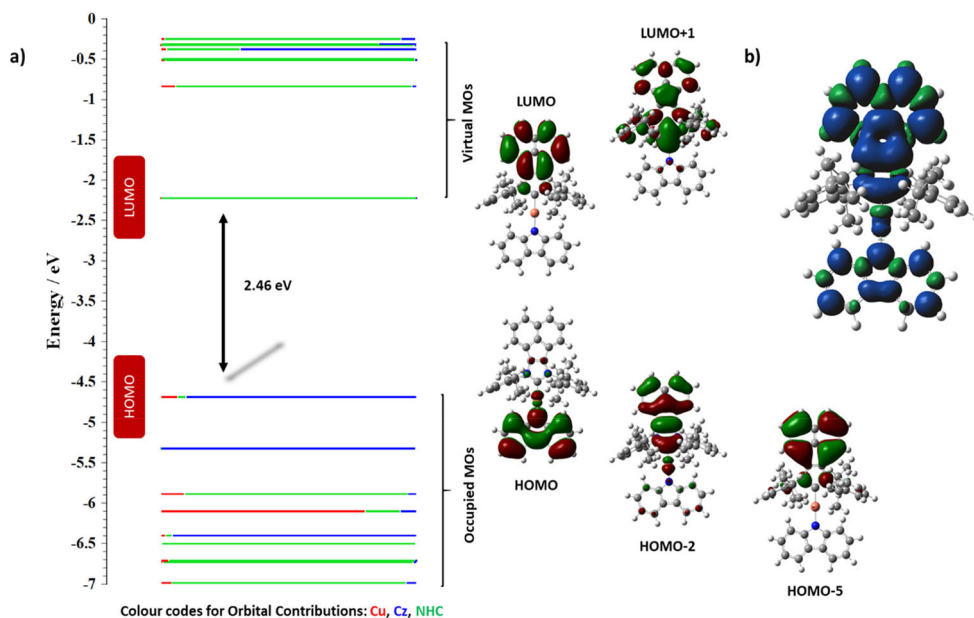 a)
Energy / eV
0
-0.5
-1
-1.5
-2
-2.5
-3
-3.5
-4
-4.5
-5
-5.5
-6
-6.5
-7
LUMO
HOMO
2.46 eV
Virtual MOs
Occupied MOs
LUMO
LUMO+1
HOMO
HOMO-2
HOMO-5
b)
Colour codes for Orbital Contributions: Cu, Cz, NHC